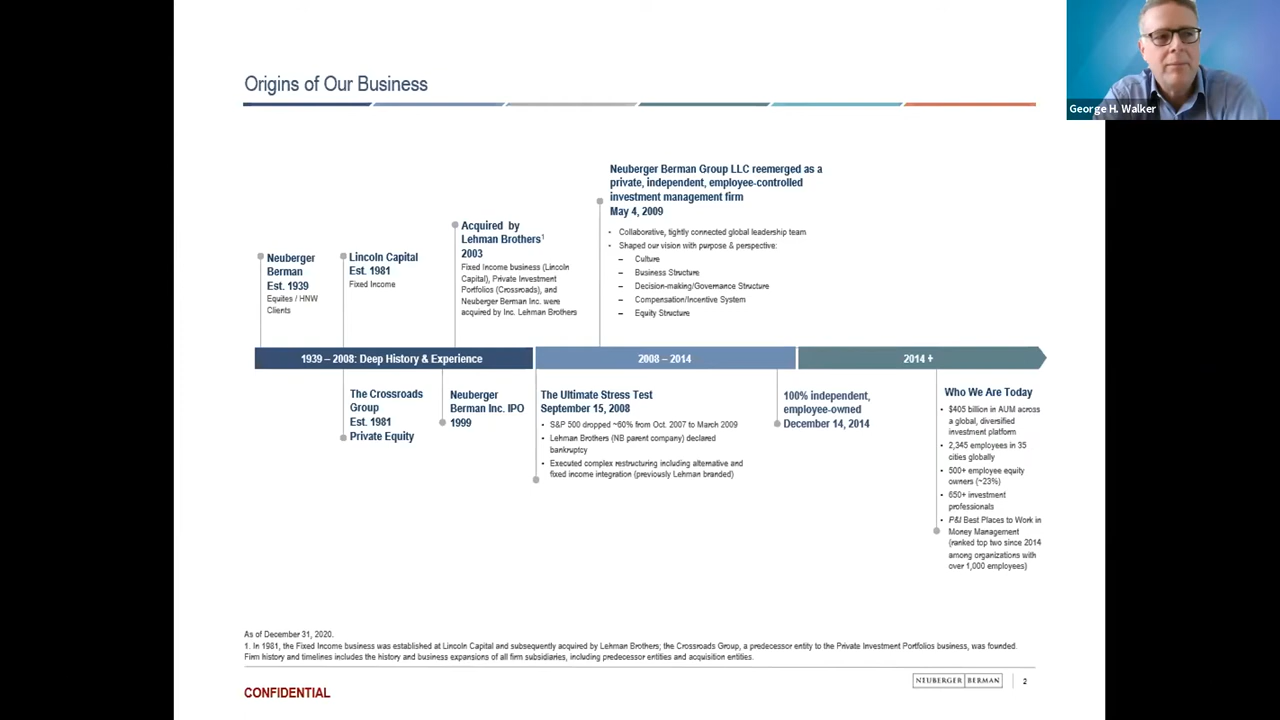 George H. Walker
Origins of Our Business
Neuberger Berman Group LLC reemerged as a
private, independent, employee-controlled
investment management firm
May 4, 2009
• Collaborative, tightly connected global leadership team
• Shaped our vision with purpose & perspective:
– Culture
– Business Structure
– Decision-making/Governance Structure
– Compensation/Incentive System
– Equity Structure
Acquired by
Lehman Brothers1
2003
Fixed Income business (Lincoln
Capital), Private Investment
Portfolios (Crossroads), and
Neuberger Berman Inc. were
acquired by Inc. Lehman Brothers
Neuberger
Berman
Est. 1939
Equites / HNW
Clients
Lincoln Capital
Est. 1981
Fixed Income
1939 – 2008: Deep History & Experience
2008 – 2014
2014 +
The Crossroads
Group
Est. 1981
Private Equity
Neuberger
Berman Inc. IPO
1999
The Ultimate Stress Test
September 15, 2008
• S&P 500 dropped ~60% from Oct. 2007 to March 2009
• Lehman Brothers (NB parent company) declared
bankruptcy
• Executed complex restructuring including alternative and
fixed income integration (previously Lehman branded)
100% independent,
employee-owned
December 14, 2014
Who We Are Today
• $405 billion in AUM across
a global, diversified
investment platform
• 2,345 employees in 35
cities globally
• 500+ employee equity
owners (~23%)
• 650+ investment
professionals
• P&I Best Places to Work in
Money Management
(ranked top two since 2014
among organizations with
over 1,000 employees)
As of December 31, 2020.
1. In 1981, the Fixed Income business was established at Lincoln Capital and subsequently acquired by Lehman Brothers; the Crossroads Group, a predecessor entity to the Private Investment Portfolios business, was founded.
Firm history and timelines includes the history and business expansions of all firm subsidiaries, including predecessor entities and acquisition entities.
NEUBERGER BERMAN
2
CONFIDENTIAL